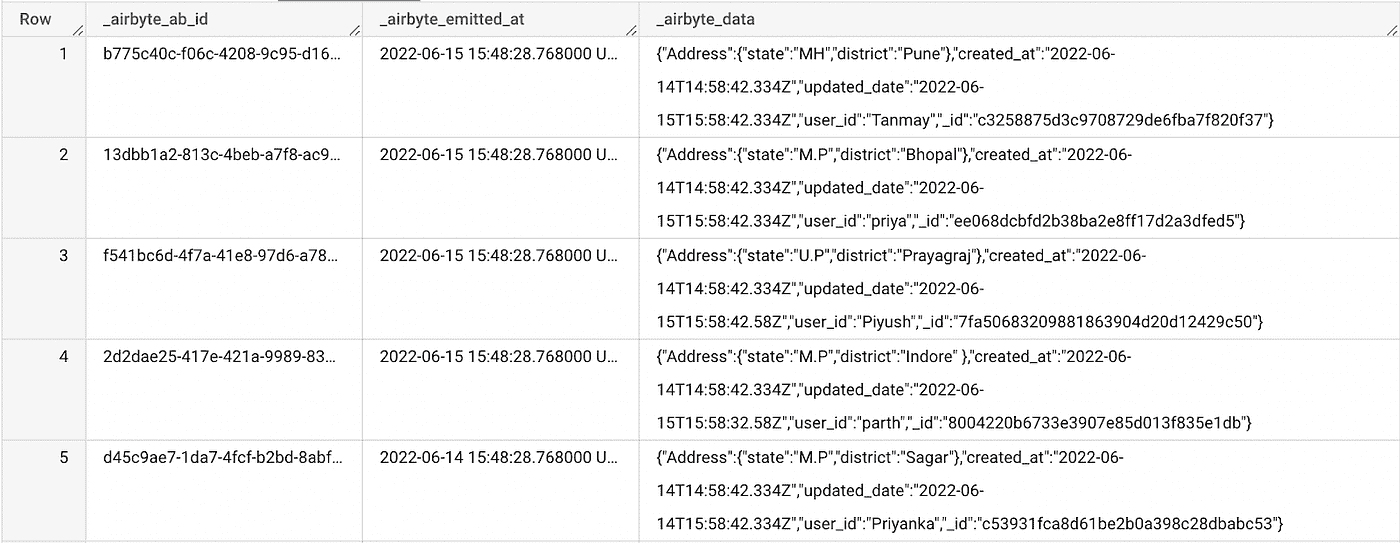 Row _airbyte_ab_id _airbyte_emitted_at _airbyte_data
1 b775c40c-f06c-4208-9c95-d16... 2022-06-15 15:48:28.768000 U... {"Address":{"state":"MH","district":"Pune"},"created_at":"2022-06-
14T14:58:42.334Z","updated_date":"2022-06-
15T15:58:42.334Z","user_id":"Tanmay","_id":"c3258875d3c9708729de6fba7f820f37"}
2 13dbb1a2-813c-4beb-a7f8-ac9... 2022-06-15 15:48:28.768000 U... {"Address":{"state":"M.P","district":"Bhopal"},"created_at":"2022-06-
14T14:58:42.334Z","updated_date":"2022-06-
15T15:58:42.334Z","user_id":"priya","_id":"ee068dcbfd2b38ba2e8ff17d2a3dfed5"}
3 f541bc6d-4f7a-41e8-97d6-a78... 2022-06-15 15:48:28.768000 U... {"Address":{"state":"U.P","district":"Prayagraj"},"created_at":"2022-06-
14T14:58:42.334Z","updated_date":"2022-06-
15T15:58:42.58Z","user_id":"Piyush","_id":"7fa50683209881863904d20d12429c50"}
4 2d2dae25-417e-421a-9989-83... 2022-06-15 15:48:28.768000 U... {"Address":{"state":"M.P","district":"Indore" },"created_at":"2022-06-
14T14:58:42.334Z","updated_date":"2022-06-
15T15:58:32.58Z","user_id":"parth","_id":"8004220b6733e3907e85d013f835e1db"}
5 d45c9ae7-1da7-4fcf-b2bd-8abf... 2022-06-14 15:48:28.768000 U... {"Address":{"state":"M.P","district":"Sagar"},"created_at":"2022-06-
14T14:58:42.334Z","updated_date":"2022-06-
14T15:58:42.334Z","user_id":"Priyanka","_id":"c53931fca8d61be2b0a398c28dbabc53"}